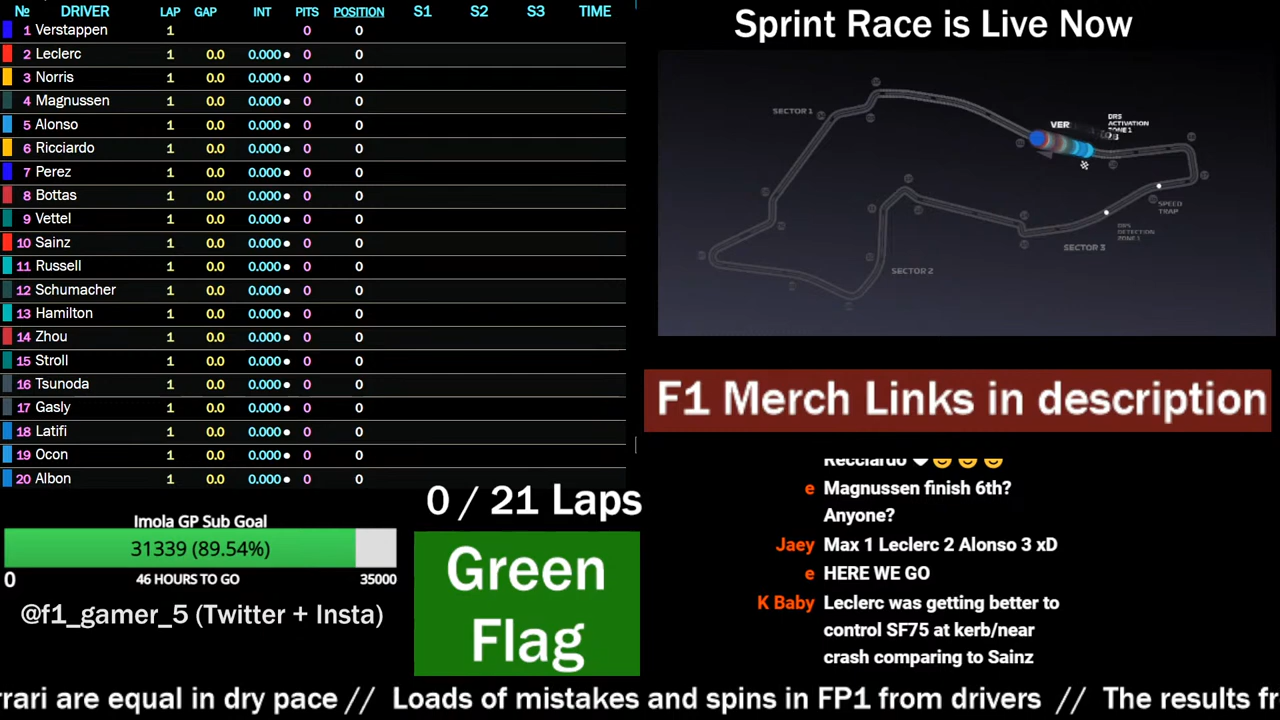 № DRIVER LAP GAP INT PITS POSITION S1 S2 S3 TIME
1 Verstappen 1 0 0
2 Leclerc 1 0.0 0.000 0 0
3 Norris 1 0.0 0.000 0 0
4 Magnussen 1 0.0 0.000 0 0
5 Alonso 1 0.0 0.000 0 0
6 Ricciardo 1 0.0 0.000 0 0
7 Perez 1 0.0 0.000 0 0
8 Bottas 1 0.0 0.000 0 0
9 Vettel 1 0.0 0.000 0 0
10 Sainz 1 0.0 0.000 0 0
11 Russell 1 0.0 0.000 0 0
12 Schumacher 1 0.0 0.000 0 0
13 Hamilton 1 0.0 0.000 0 0
14 Zhou 1 0.0 0.000 0 0
15 Stroll 1 0.0 0.000 0 0
16 Tsunoda 1 0.0 0.000 0 0
17 Gasly 1 0.0 0.000 0 0
18 Latifi 1 0.0 0.000 0 0
19 Ocon 1 0.0 0.000 0 0
20 Albon 1 0.0 0.000 0 0
Imola GP Sub Goal
31339 (89.54%)
0 46 HOURS TO GO 35000
@f1_gamer_5 (Twitter + Insta)
0 / 21 Laps
Green
Flag
Sprint Race is Live Now
SECTOR 1
VER
DRS
ACTIVATION
ZONE 1
SPEED
TRAP
DRS
DETECTION
ZONE 1
SECTOR 3
SECTOR 2
F1 Merch Links in description
Recciardo 
e Magnussen finish 6th?
Anyone?
Jaey Max 1 Leclerc 2 Alonso 3 xD
e HERE WE GO
K Baby Leclerc was getting better to
control SF75 at kerb/near
crash comparing to Sainz
rrari are equal in dry pace // Loads of mistakes and spins in FP1 from drivers // The results fr